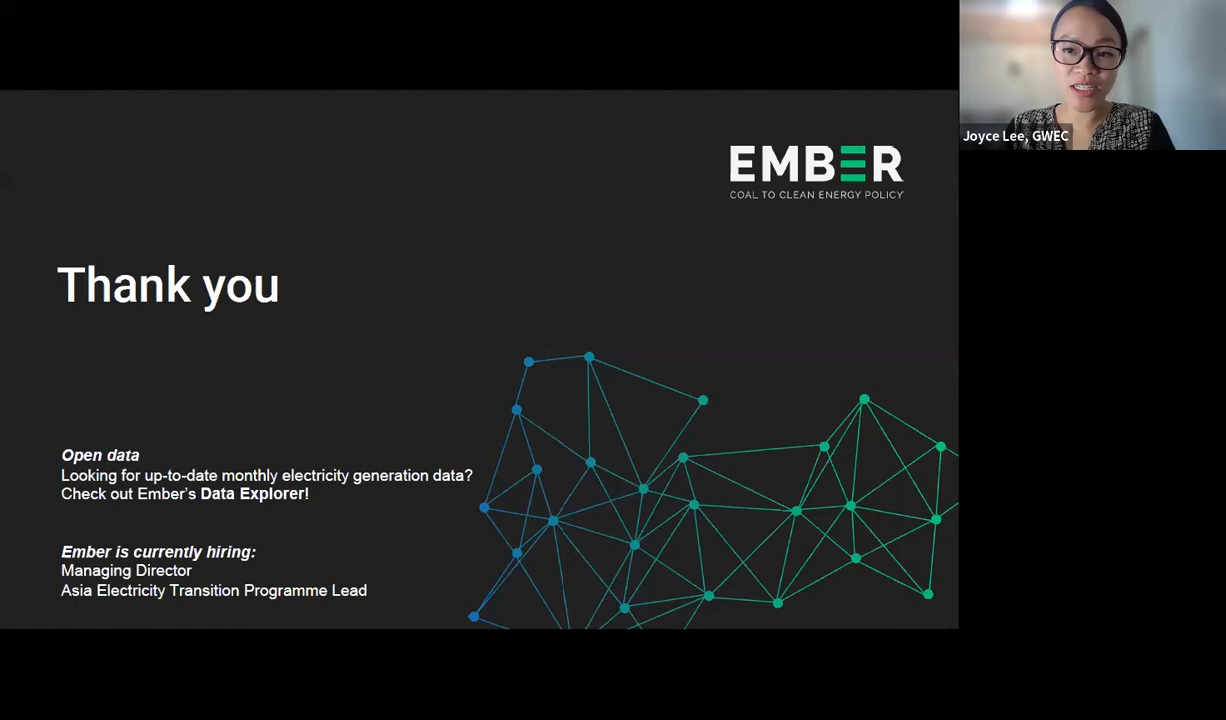 Joyce Lee, GWEC
EMBER
COAL TO CLEAN ENERGY POLICY
Thank you
Open data
Looking for up-to-date monthly electricity generation data?
Check out Ember's Data Explorer!
Ember is currently hiring:
Managing Director
Asia Electricity Transition Programme Lead